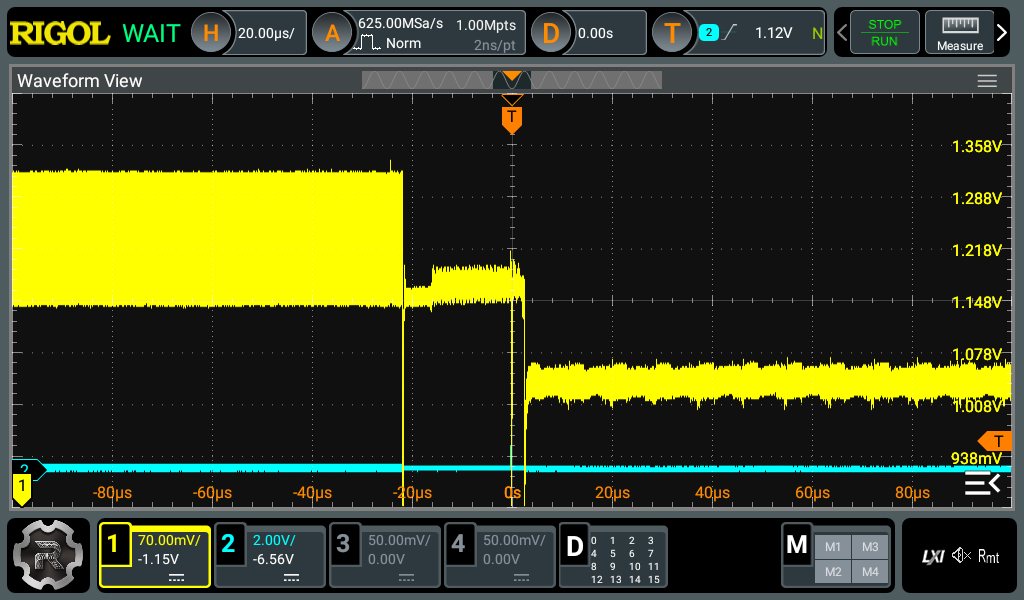 RIGOL WAIT H 20.00µs/ A 625.00MSa/s 1.00Mpts D 0.00s T 2 1.12V N STOP
Norm 2ns/pt RUN Measure
Waveform View
T
1.358V
1.288V
1.218V
1.148V
1.078V
1.008V
T
938mV
2
1
-80µs -60µs -40µs -20µs 0s 20µs 40µs 60µs 80µs
1 70.00mV/ 2 2.00V/ 3 50.00mV/ 4 50.00mV/ D 0 1 2 3 M M1 M3 LXI Rmt
-1.15V -6.56V 0.00V 0.00V 4 5 6 7 M2 M4
8 9 10 11
12 13 14 15
R